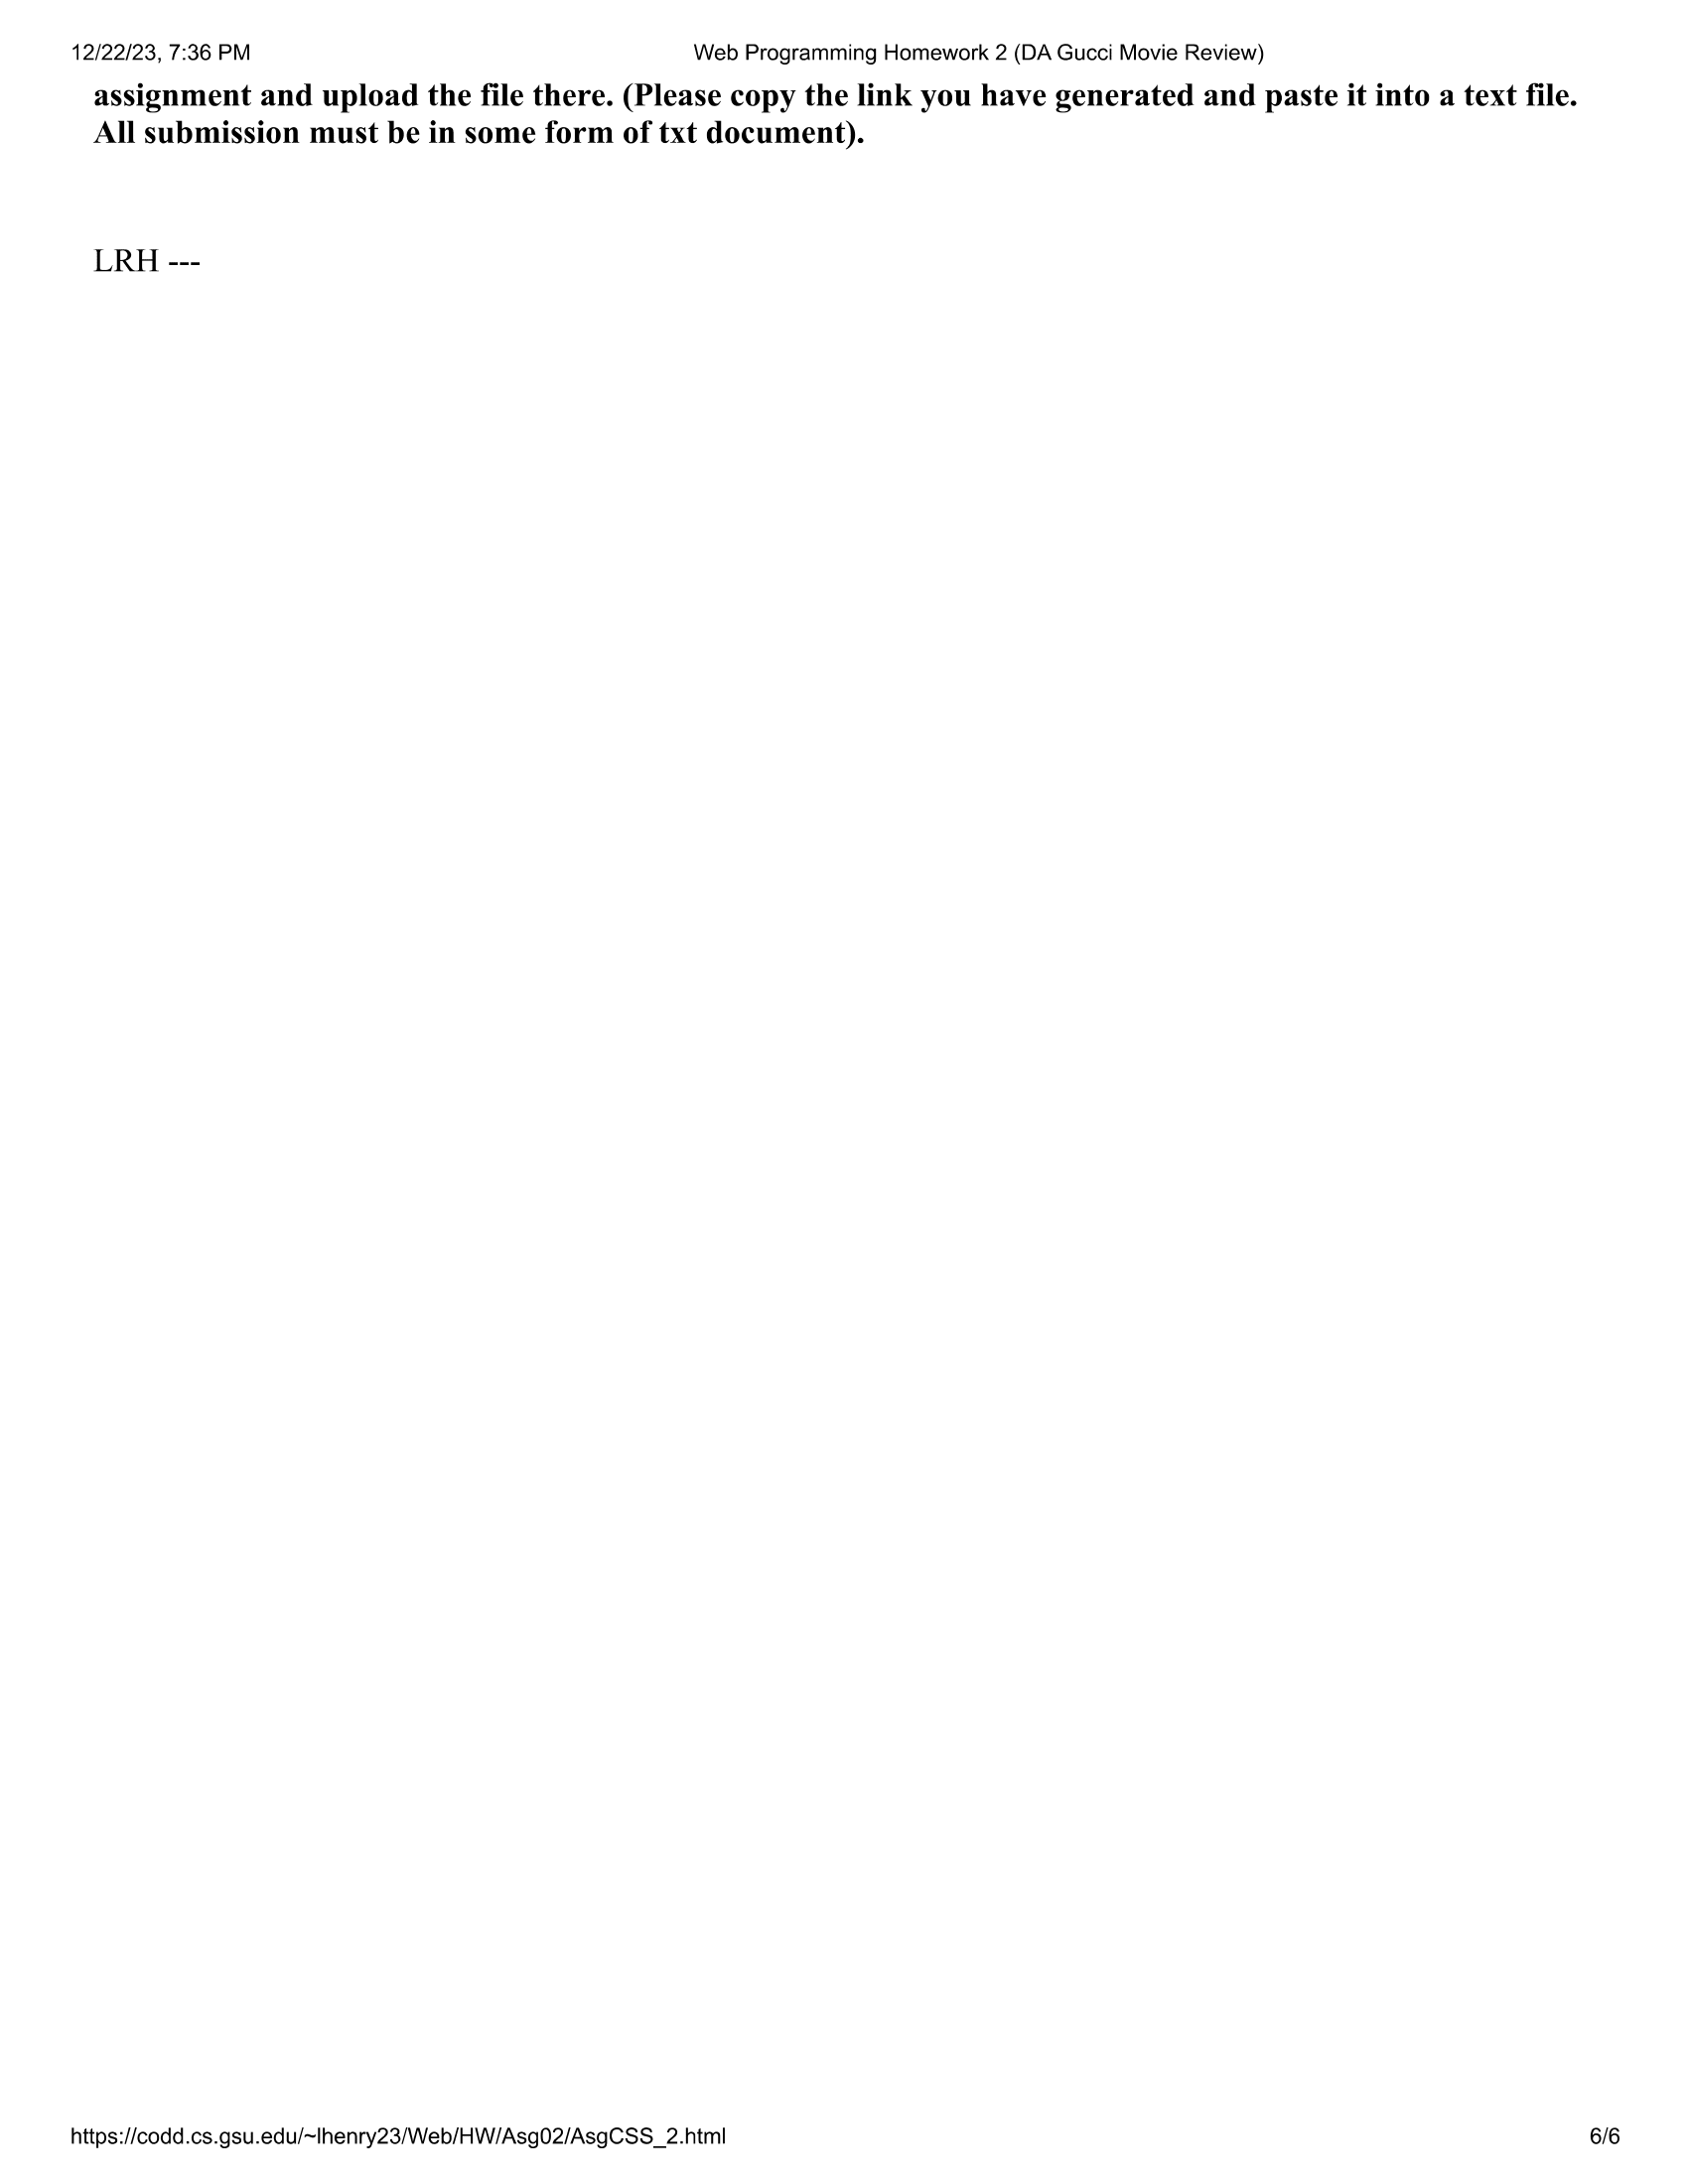 12/22/23, 7:36 PM Web Programming Homework 2 (DA Gucci Movie Review)
assignment and upload the file there. (Please copy the link you have generated and paste it into a text file.
All submission must be in some form of txt document).
LRH ---
https://codd.cs.gsu.edu/~lhenry23/Web/HW/Asg02/AsgCSS_2.html 6/6